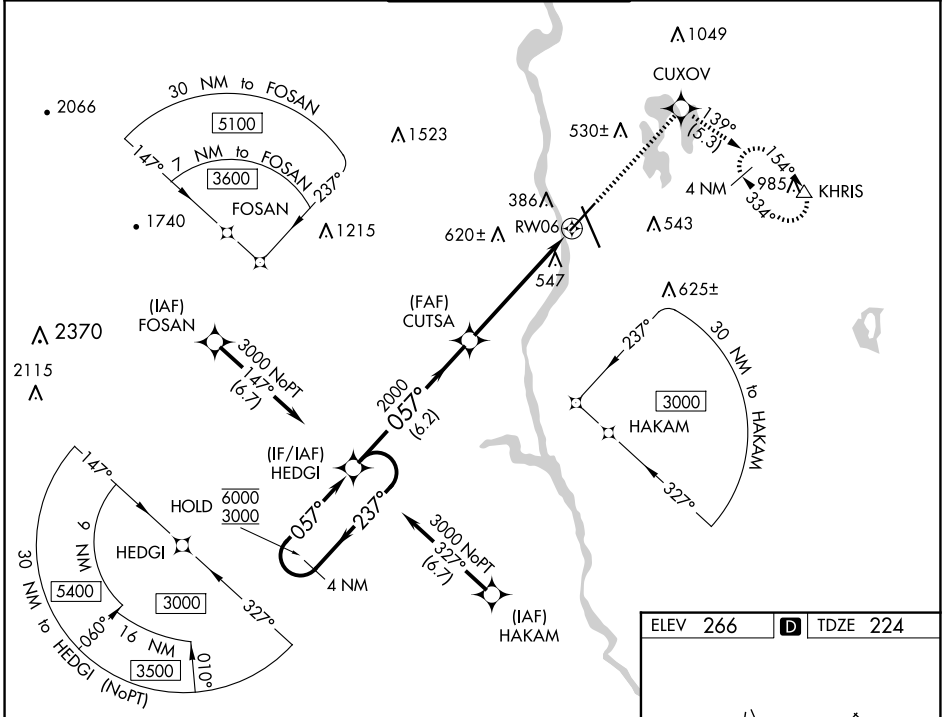 1049
CUXOV
30 NM to FOSAN
2066
5100
1523
530±
139°
(5.3)
147°
7 NM to FOSAN
3600
237°
154°
4 NM
985
KHRIS
334°
FOSAN
386
RW06
543
1740
1215
620±
547
(IAF)
FOSAN
(FAF)
CUTSA
625±
2370
2115
3000 NoPT
147°
(6.7)
237°
30 NM to HAKAM
3000
HAKAM
327°
2000
057°
(6.2)
(IF/IAF)
HEDGI
147°
HOLD
6000
3000
057°
237°
4 NM
3000 NoPT
327°
(6.7)
(IAF)
HAKAM
HEDGI
9 NM
5400
3000
327°
060°
16 NM
3500
010°
30 NM to HEDGI (NoPT)
ELEV 266 D TDZE 224